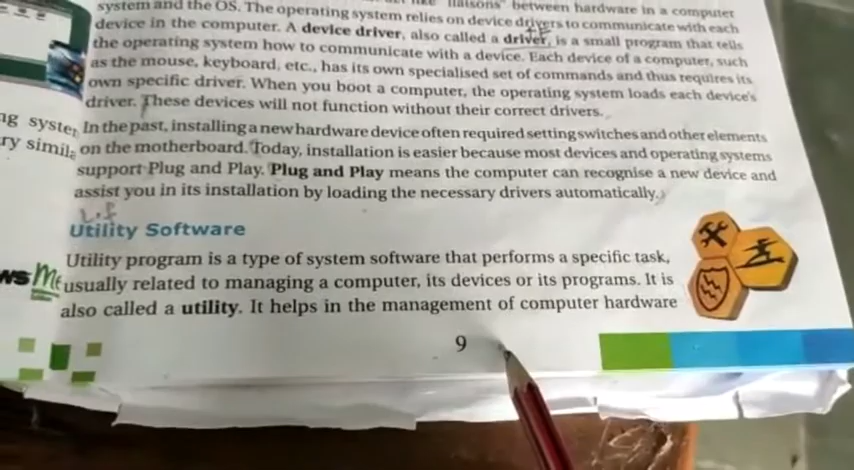 "liaisons" between hardware in a computer
system and the OS. The operating system relies on device drivers to communicate with each
device in the computer. A device driver, also called a driver, is a small program that tells
the operating system how to communicate with a device. Each device of a computer, such
as the mouse, keyboard, etc., has its own specialised set of commands and thus requires its
own specific driver. When you boot a computer, the operating system loads each device's
driver. These devices will not function without their correct drivers.
In the past, installing a new hardware device often required setting switches and other elements
on the motherboard. Today, installation is easier because most devices and operating systems
support Plug and Play. Plug and Play means the computer can recognise a new device and
assist you in its installation by loading the necessary drivers automatically.
Utility Software
Utility program is a type of system software that performs a specific task,
usually related to managing a computer, its devices or its programs. It is
also called a utility. It helps in the management of computer hardware
9